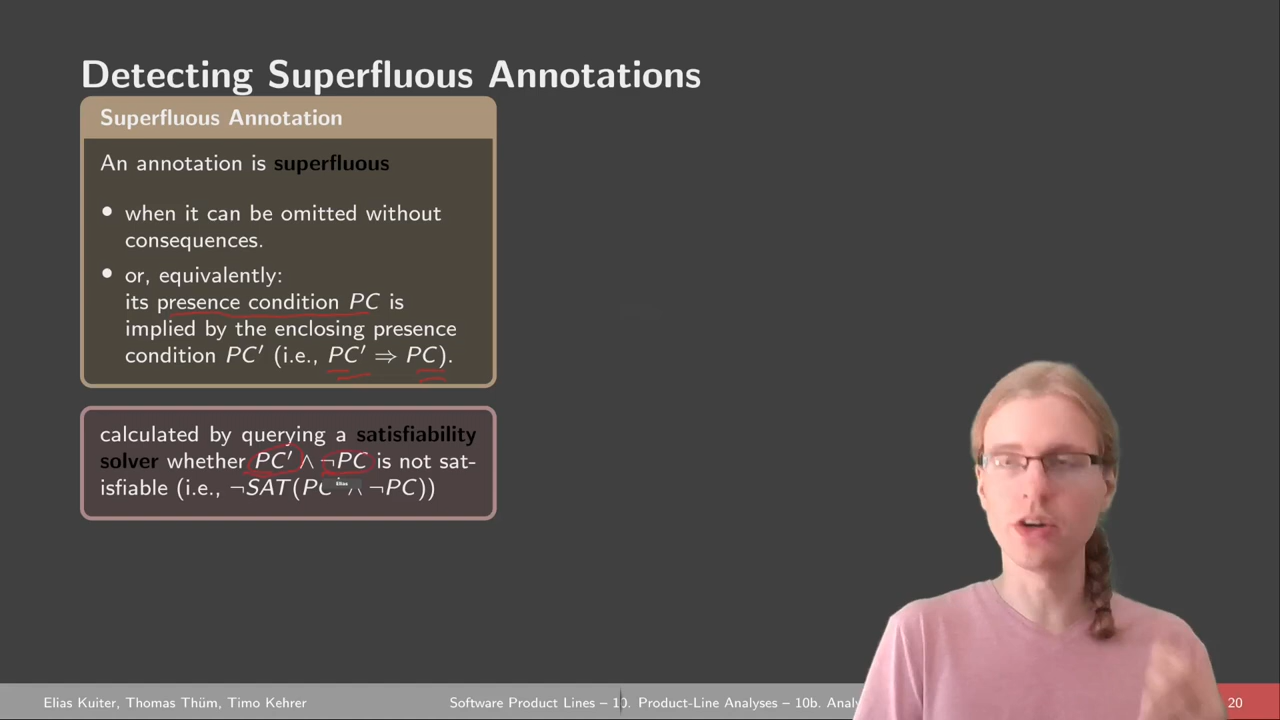 Detecting Superfluous Annotations
Superfluous Annotation
An annotation is superfluous
• when it can be omitted without
consequences.
• or, equivalently:
its presence condition PC is
implied by the enclosing presence
condition PC′ (i.e., PC′ ⇒ PC).
calculated by querying a satisfiability
solver whether PC′ ∧ ¬PC is not sat-
isfiable (i.e., ¬SAT(PC′ ∧ ¬PC))
Elias
Elias Kuiter, Thomas Thüm, Timo Kehrer
Software Product Lines – 10. Product-Line Analyses – 10b.
20